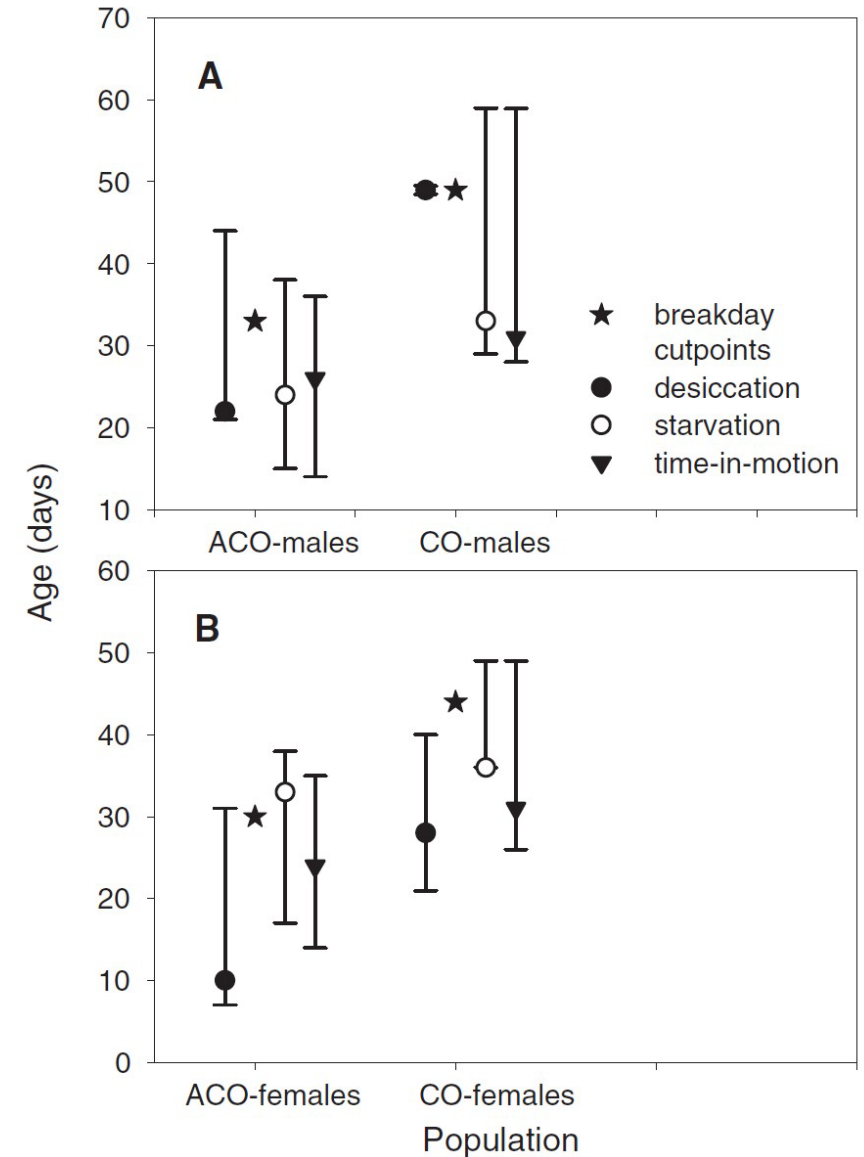 70
A
60
50
40
30
20
10
breakday
cutpoints
desiccation
starvation
time-in-motion
ACO-males CO-males
Age (days)
60
B
50
40
30
20
10
0
ACO-females CO-females
Population